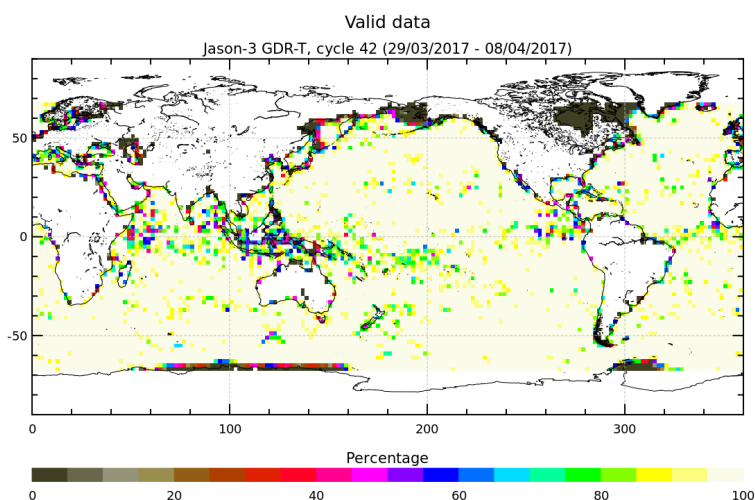 Valid data
Jason-3 GDR-T, cycle 42 (29/03/2017 - 08/04/2017)
50
0
-50
0 100 200 300
Percentage
0 20 40 60 80 100